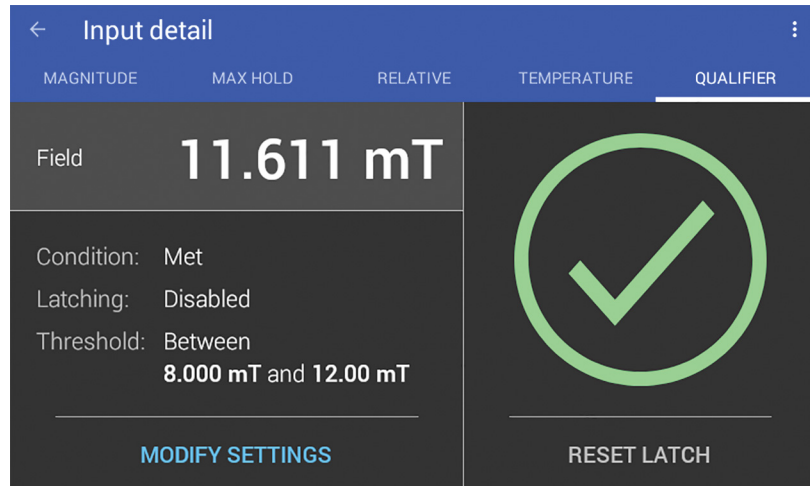 Input detail
MAGNITUDE
MAX HOLD
RELATIVE
TEMPERATURE
QUALIFIER
Field 11.611 mT
Condition: Met
Latching: Disabled
Threshold: Between
8.000 mT and 12.00 mT
MODIFY SETTINGS
RESET LATCH